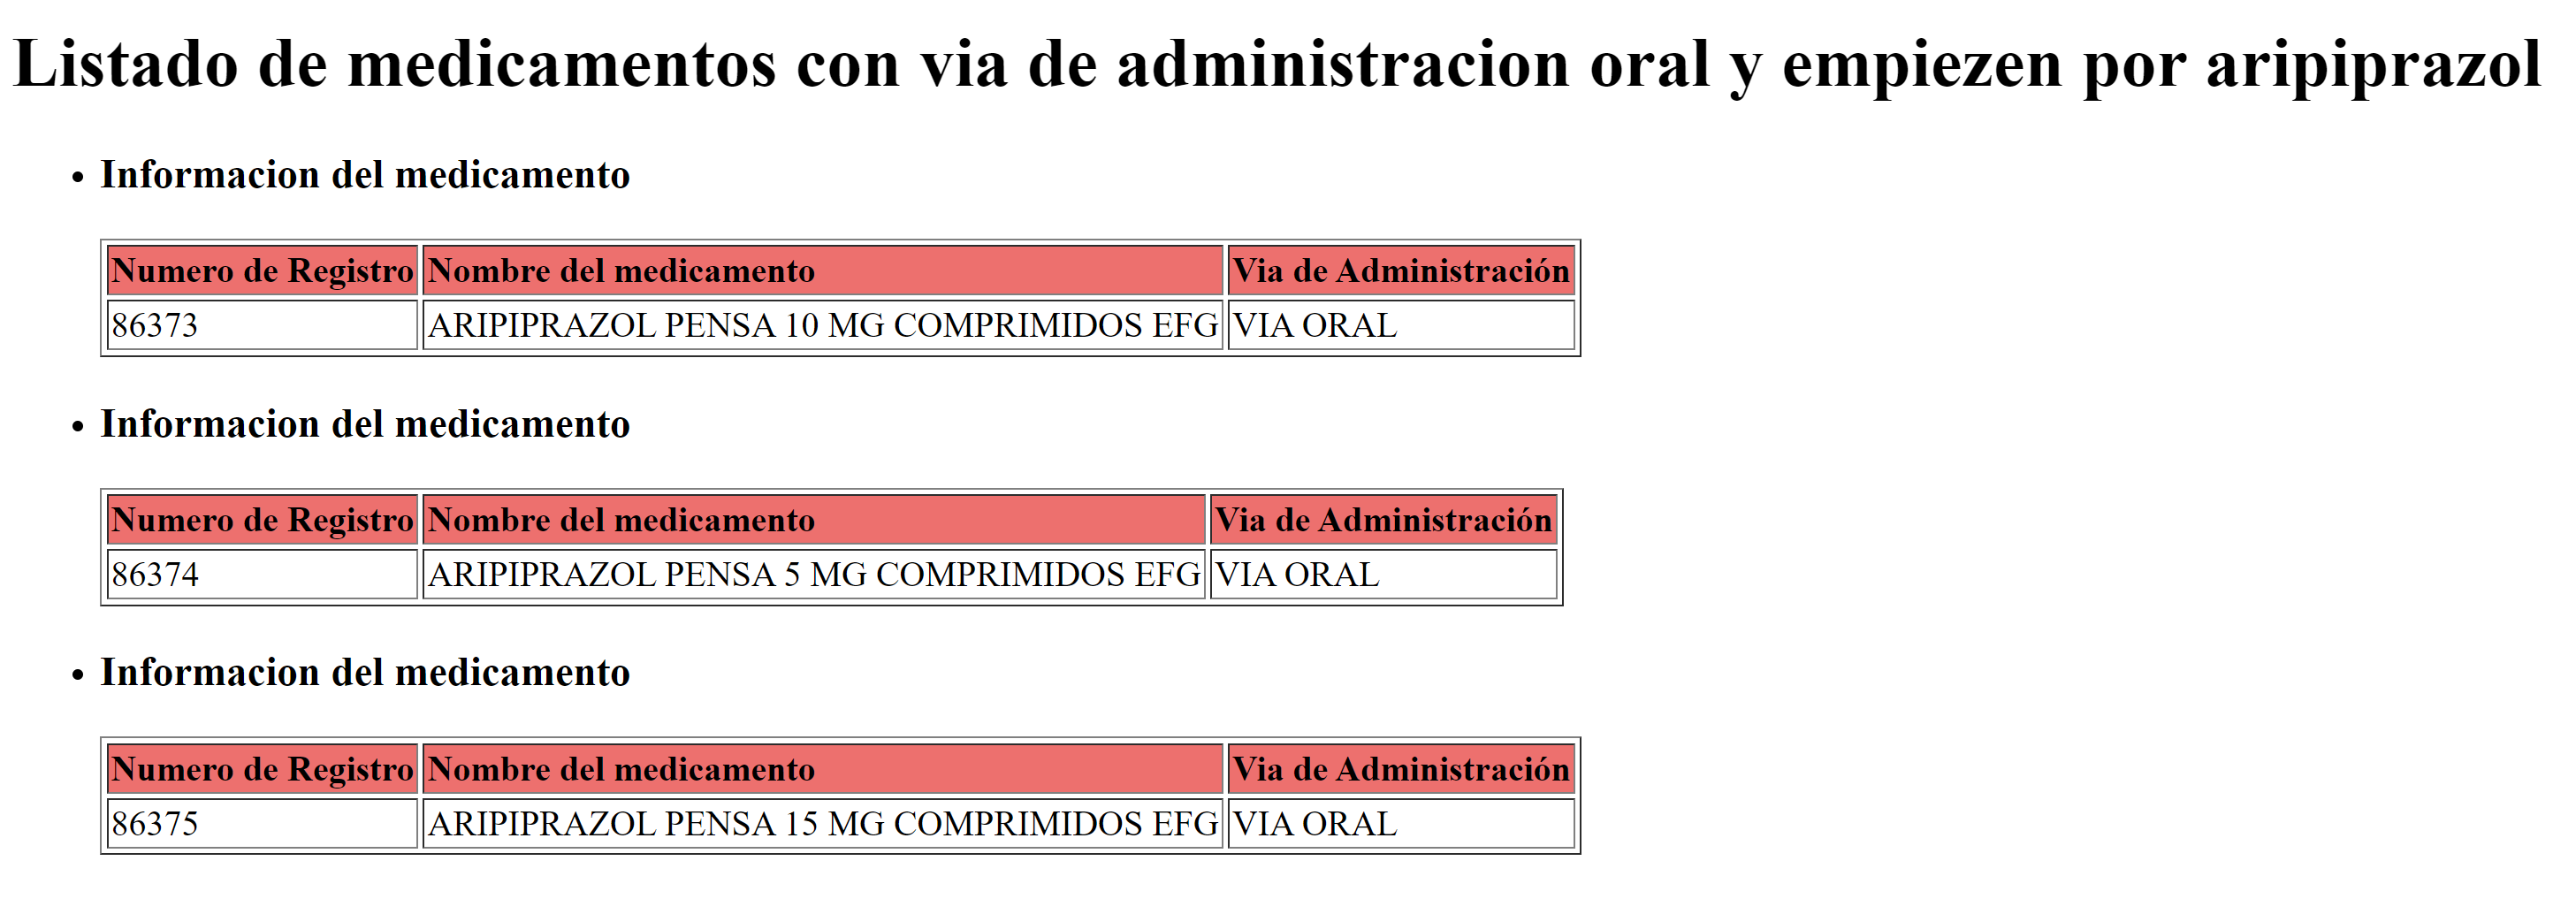 Listado de medicamentos con via de administracion oral y empiezen por aripiprazol
Informacion del medicamento
Numero de Registro Nombre del medicamento Via de Administración
86373 ARIPIPRAZOL PENSA 10 MG COMPRIMIDOS EFG VIA ORAL
Informacion del medicamento
Numero de Registro Nombre del medicamento Via de Administración
86374 ARIPIPRAZOL PENSA 5 MG COMPRIMIDOS EFG VIA ORAL
Informacion del medicamento
Numero de Registro Nombre del medicamento Via de Administración
86375 ARIPIPRAZOL PENSA 15 MG COMPRIMIDOS EFG VIA ORAL